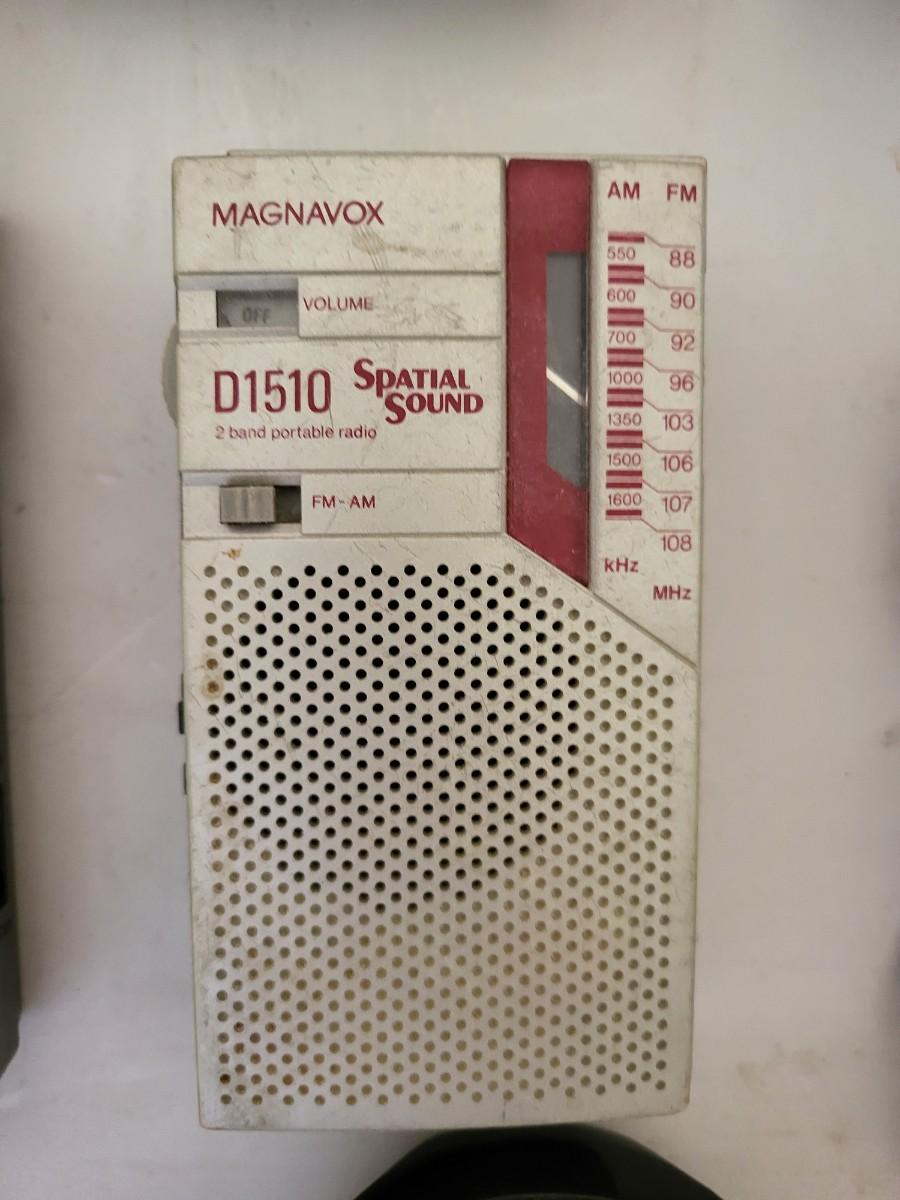 MAGNAVOX
OFF
VOLUME
D1510
SPATIAL
SOUND
2 band portable radio
FM-AM
AM FM
550 88
600 90
700 92
1000 96
1350 103
1500 106
1600 107
108
kHz
MHz